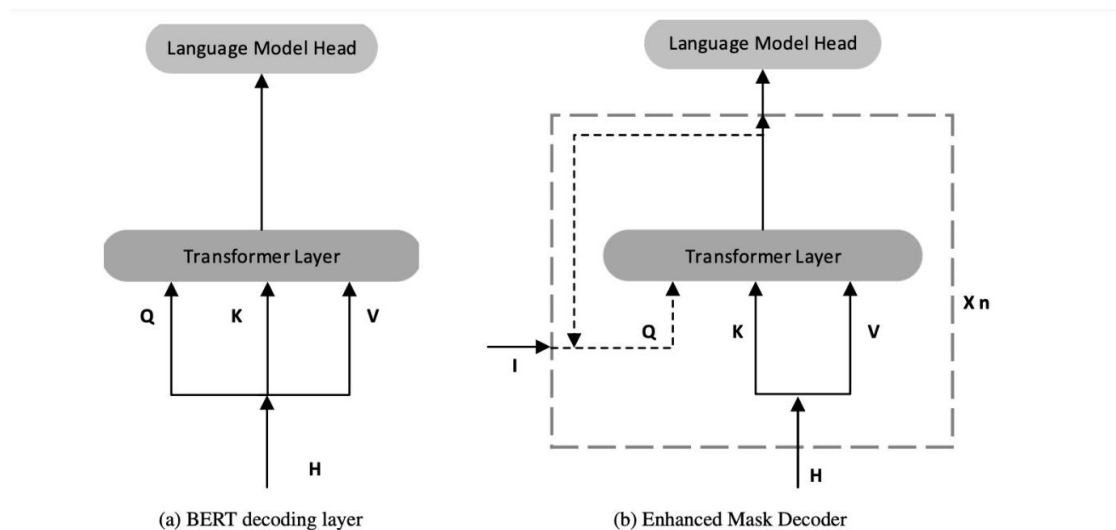 Language Model Head
Transformer Layer
Q
K
V
H
(a) BERT decoding layer
Language Model Head
Transformer Layer
X n
Q
K
V
I
H
(b) Enhanced Mask Decoder